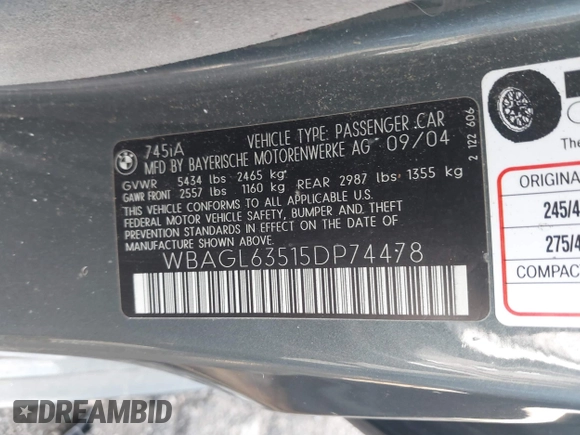 745iA
VEHICLE TYPE: PASSENGER CAR
MFD BY BAYERISCHE MOTORENWERKE AG 09/04
GVWR 5434 lbs 2465 kg
GAWR FRONT 2557 lbs 1160 kg REAR 2987 lbs 1355 kg
THIS VEHICLE CONFORMS TO ALL APPLICABLE U.S.
FEDERAL MOTOR VEHICLE SAFETY, BUMPER AND THEFT
PREVENTION STANDARDS IN EFFECT ON THE DATE OF
MANUFACTURE SHOWN ABOVE.
WBAGL63515DP74478
2 122 606
The
ORIGINA
245/4
275/4
COMPACT
DREAMBID